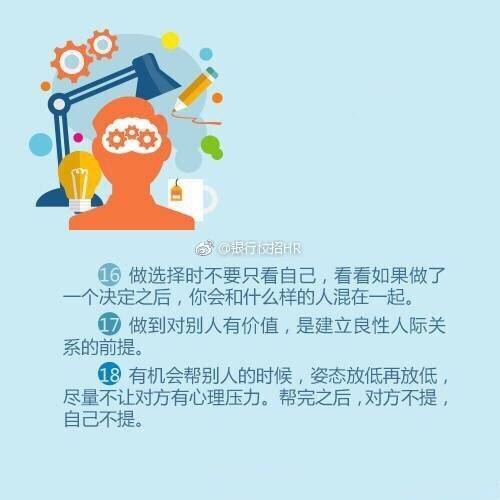 @银行校招HR
16 做选择时不要只看自己，看看如果做了
一个决定之后，你会和什么样的人混在一起。
17 做到对别人有价值，是建立良性人际关
系的前提。
18 有机会帮别人的时候，姿态放低再放低，
尽量不让对方有心理压力。帮完之后，对方不提，
自己不提。